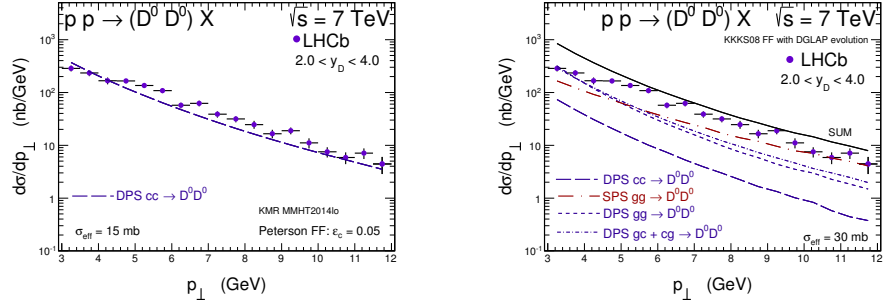 p p → (D⁰ D⁰) X √s = 7 TeV
dσ/dp⊥ (nb/GeV)
10³
10²
10
1
10⁻¹
LHCb
2.0 < y_D < 4.0
DPS cc → D⁰D⁰
KMR MMHT2014lo
σ_eff = 15 mb
Peterson FF: ε_c = 0.05
3 4 5 6 7 8 9 10 11 12
p⊥ (GeV)
p p → (D⁰ D⁰) X √s = 7 TeV
dσ/dp⊥ (nb/GeV)
10³
10²
10
1
10⁻¹
KKKS08 FF with DGLAP evolution
LHCb
2.0 < y_D < 4.0
SUM
DPS cc → D⁰D⁰
SPS gg → D⁰D⁰
DPS gg → D⁰D⁰
DPS gc + cg → D⁰D⁰
σ_eff = 30 mb
3 4 5 6 7 8 9 10 11 12
p⊥ (GeV)